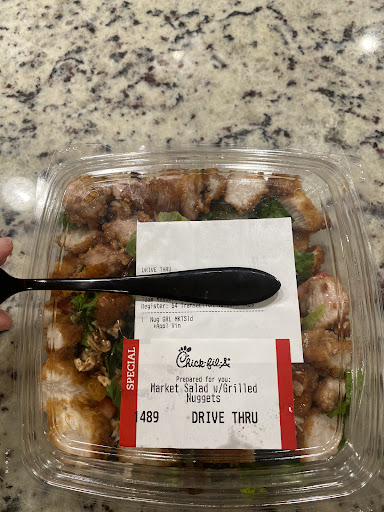 DRIVE THRU
Register: 14
1 Nug GRL MKTSld
+Appl Vin
SPECIAL
Chick-fil-A
Prepared for you:
Market Salad w/Grilled
Nuggets
1489 DRIVE THRU